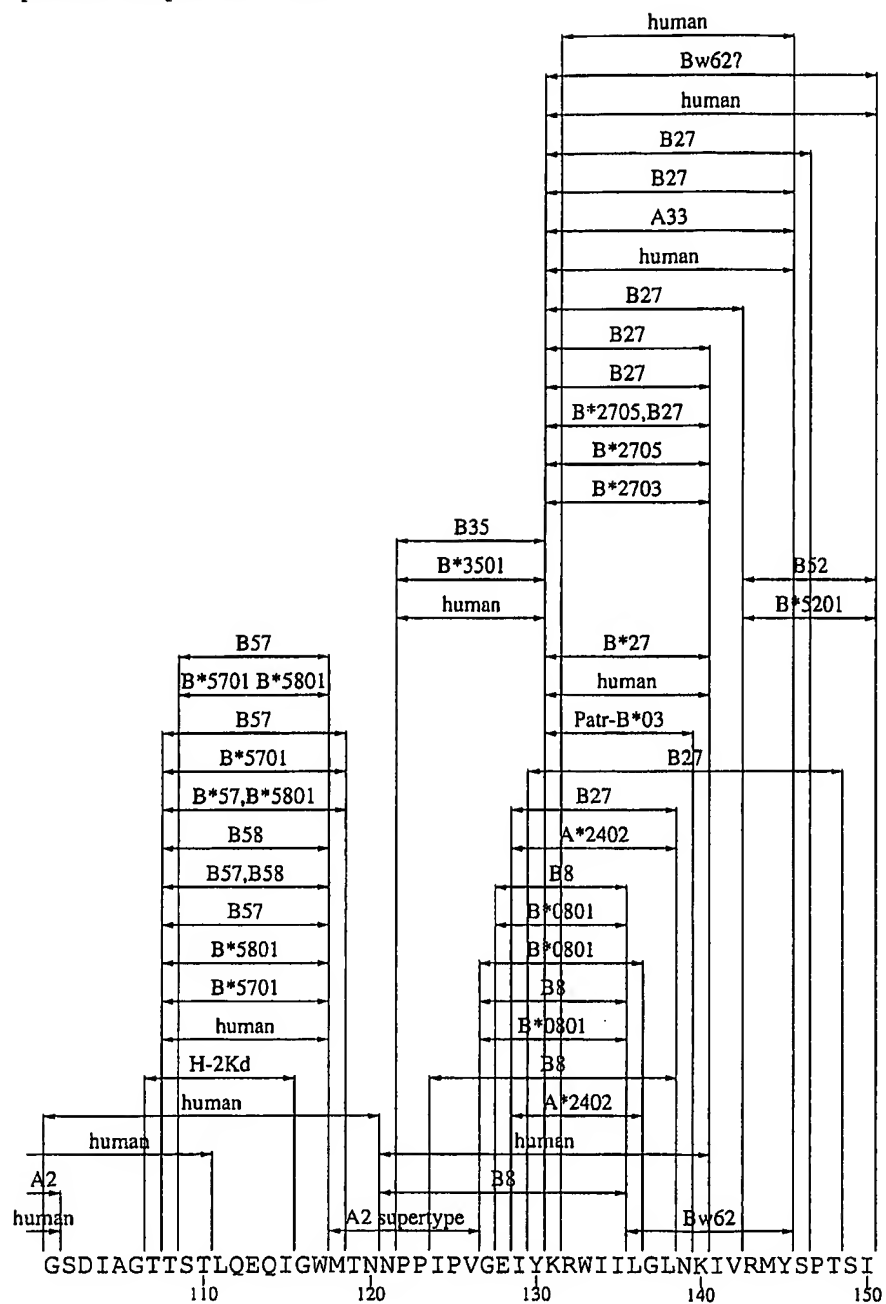 human
Bw62?
human
B27
B27
A33
human
B27
B27
B27
B*2705,B27
B*2705
B*2703
B35
B*3501
B52
human
B*5201
B57
B*27
B*5701 B*5801
human
B57
Patr-B*03
B*5701
B27
B*57,B*5801
B27
B58
A*2402
B57,B58
B8
B57
B*0801
B*5801
B*0801
B*5701
B8
human
B*0801
H-2Kd
B8
human
A*2402
human
human
A2
B8
human
A2 supertype
Bw62
GSDIAGTTSTLQEQIGWMTNNPPIPVGEIYKRWIILGLNKIVRMYSPTSI
110 120 130 140 150